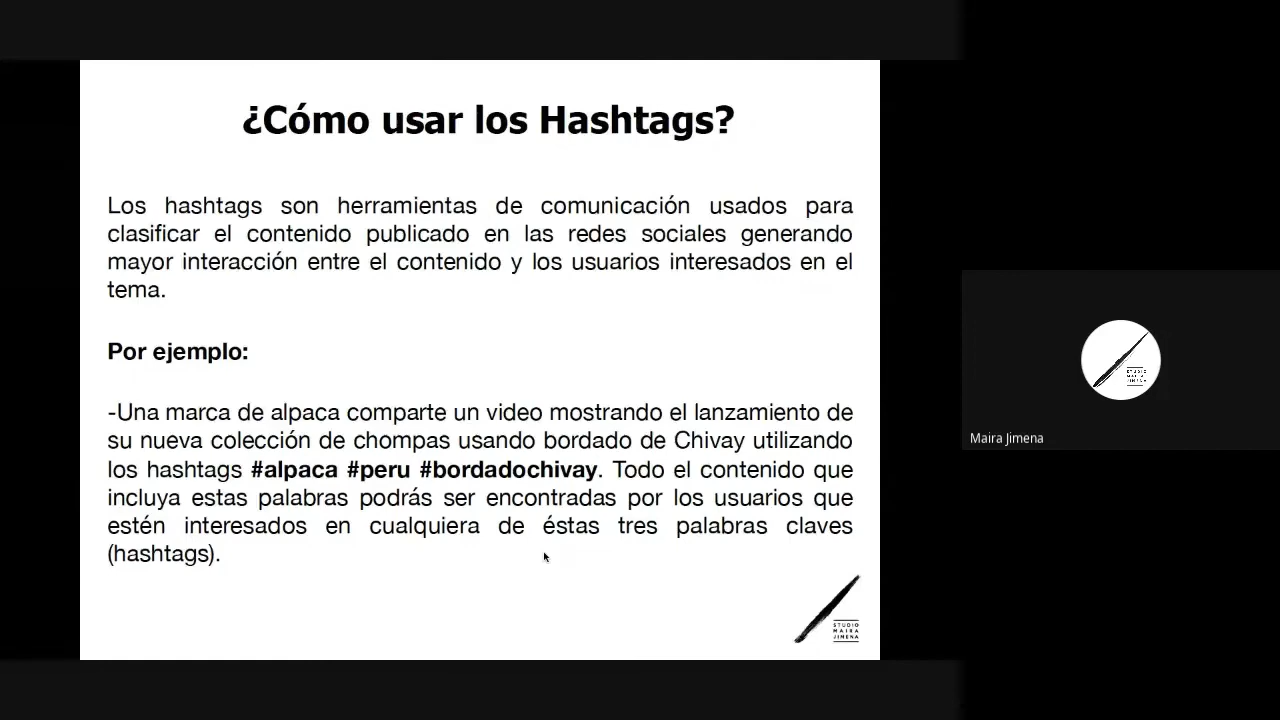 ¿Cómo usar los Hashtags?
Los hashtags son herramientas de comunicación usados para
clasificar el contenido publicado en las redes sociales generando
mayor interacción entre el contenido y los usuarios interesados en el
tema.
Por ejemplo:
-Una marca de alpaca comparte un video mostrando el lanzamiento de
su nueva colección de chompas usando bordado de Chivay utilizando
los hashtags #alpaca #peru #bordadochivay. Todo el contenido que
incluya estas palabras podrás ser encontradas por los usuarios que
estén interesados en cualquiera de éstas tres palabras claves
(hashtags).
STUDIO
MAIRA
JIMENA
STUDIO
MAIRA
JIMENA
Maira Jimena